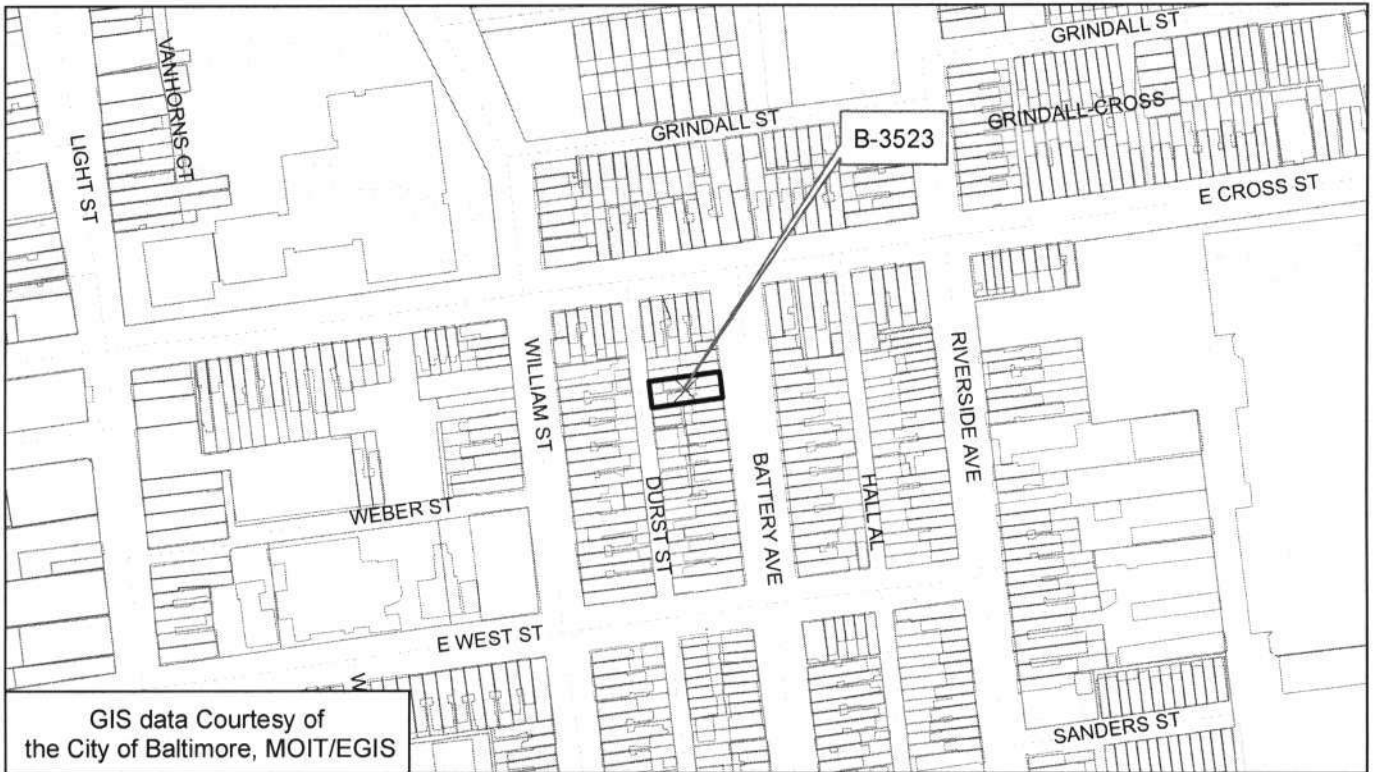 GRINDALL ST
VANHORNS CT
GRINDALL-CROSS
GRINDALL ST
B-3523
LIGHT ST
E CROSS ST
WILLIAM ST
RIVERSIDE AVE
DURST ST
BATTERY AVE
HALL AL
WEBER ST
E WEST ST
SANDERS ST
GIS data Courtesy of
the City of Baltimore, MOIT/EGIS